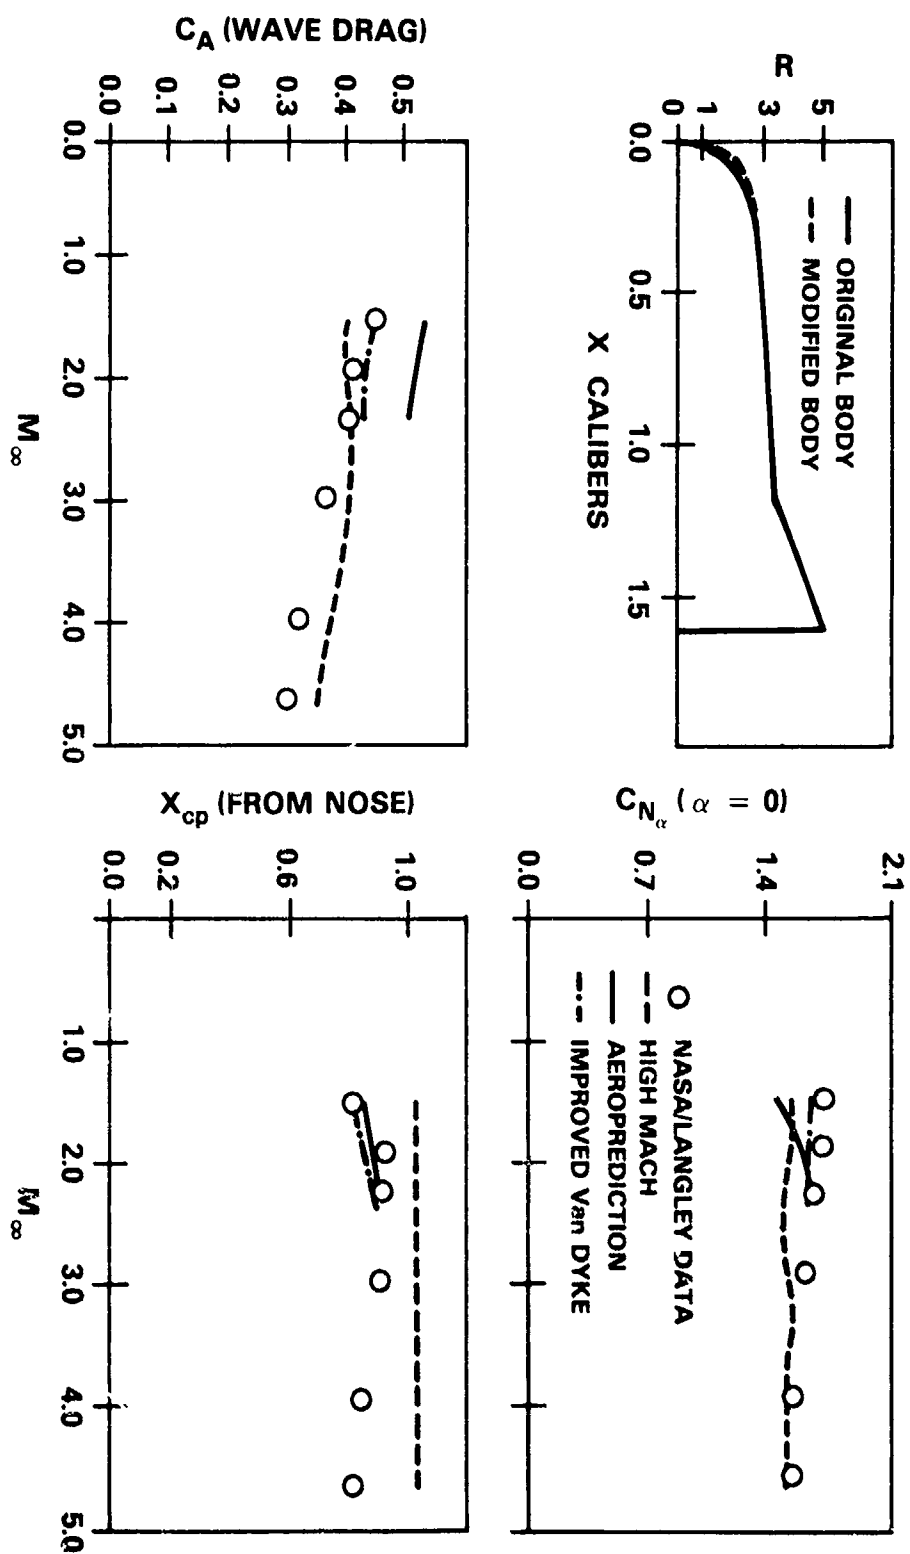 R
5
3
1
0
0.0
0.5
1.0
1.5
X CALIBERS
ORIGINAL BODY
MODIFIED BODY
C_Nα (α = 0)
2.1
1.4
0.7
0.0
NASA/LANGLEY DATA
HIGH MACH
AEROPREDICTION
IMPROVED Van DYKE
C_A (WAVE DRAG)
0.5
0.4
0.3
0.2
0.1
0.0
0.0
1.0
2.0
3.0
4.0
5.0
M∞
X_cp (FROM NOSE)
1.0
0.6
0.2
0.0
1.0
2.0
3.0
4.0
5.0
M∞